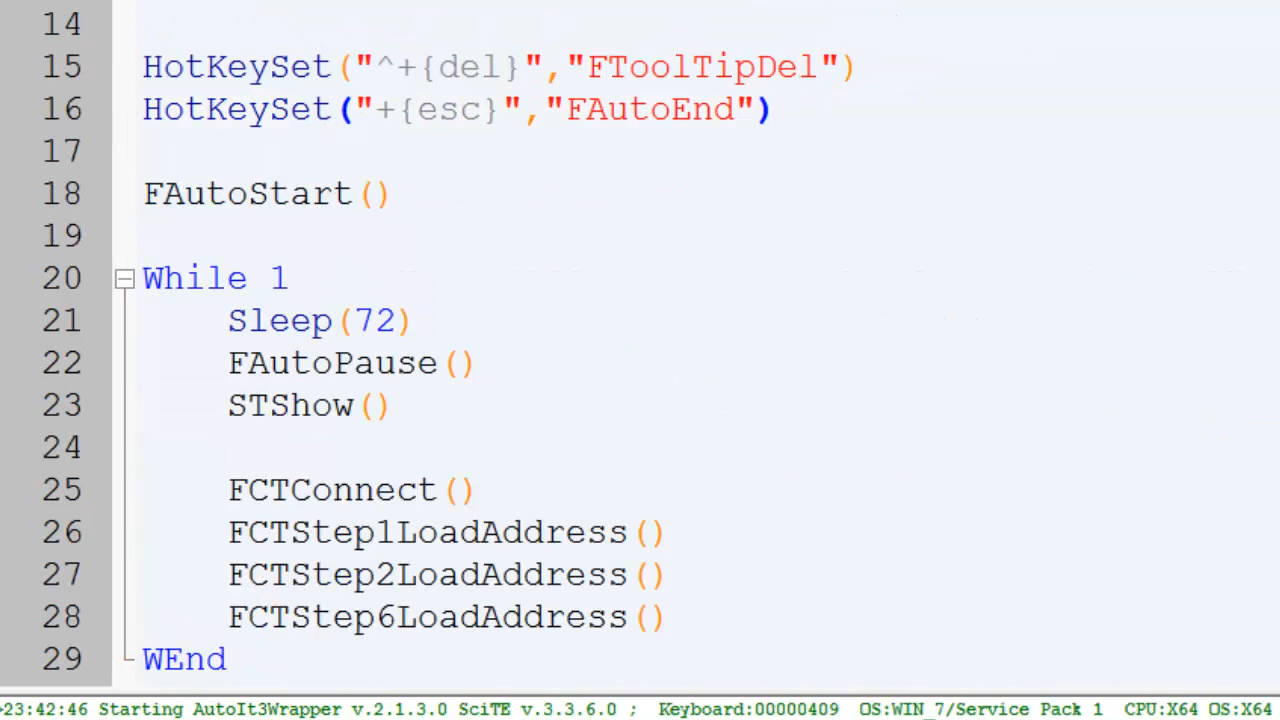 14
15 HotKeySet("^+{del}","FToolTipDel")
16 HotKeySet("+{esc}","FAutoEnd")
17
18 FAutoStart()
19
20 While 1
21 Sleep(72)
22 FAutoPause()
23 STShow()
24
25 FCTConnect()
26 FCTStep1LoadAddress()
27 FCTStep2LoadAddress()
28 FCTStep6LoadAddress()
29 WEnd
>23:42:46 Starting AutoIt3Wrapper v.2.1.3.0 SciTE v.3.3.6.0 ; Keyboard:00000409 OS:WIN_7/Service Pack 1 CPU:X64 OS:X64